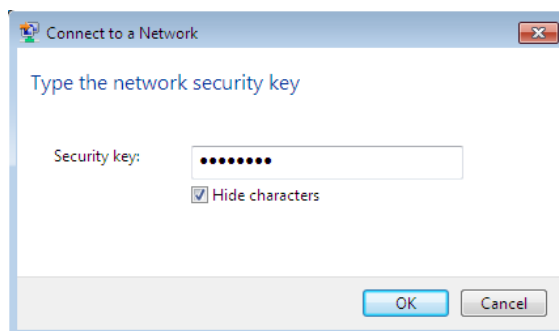 Connect to a Network
Type the network security key
Security key: ••••••••
Hide characters
OK Cancel